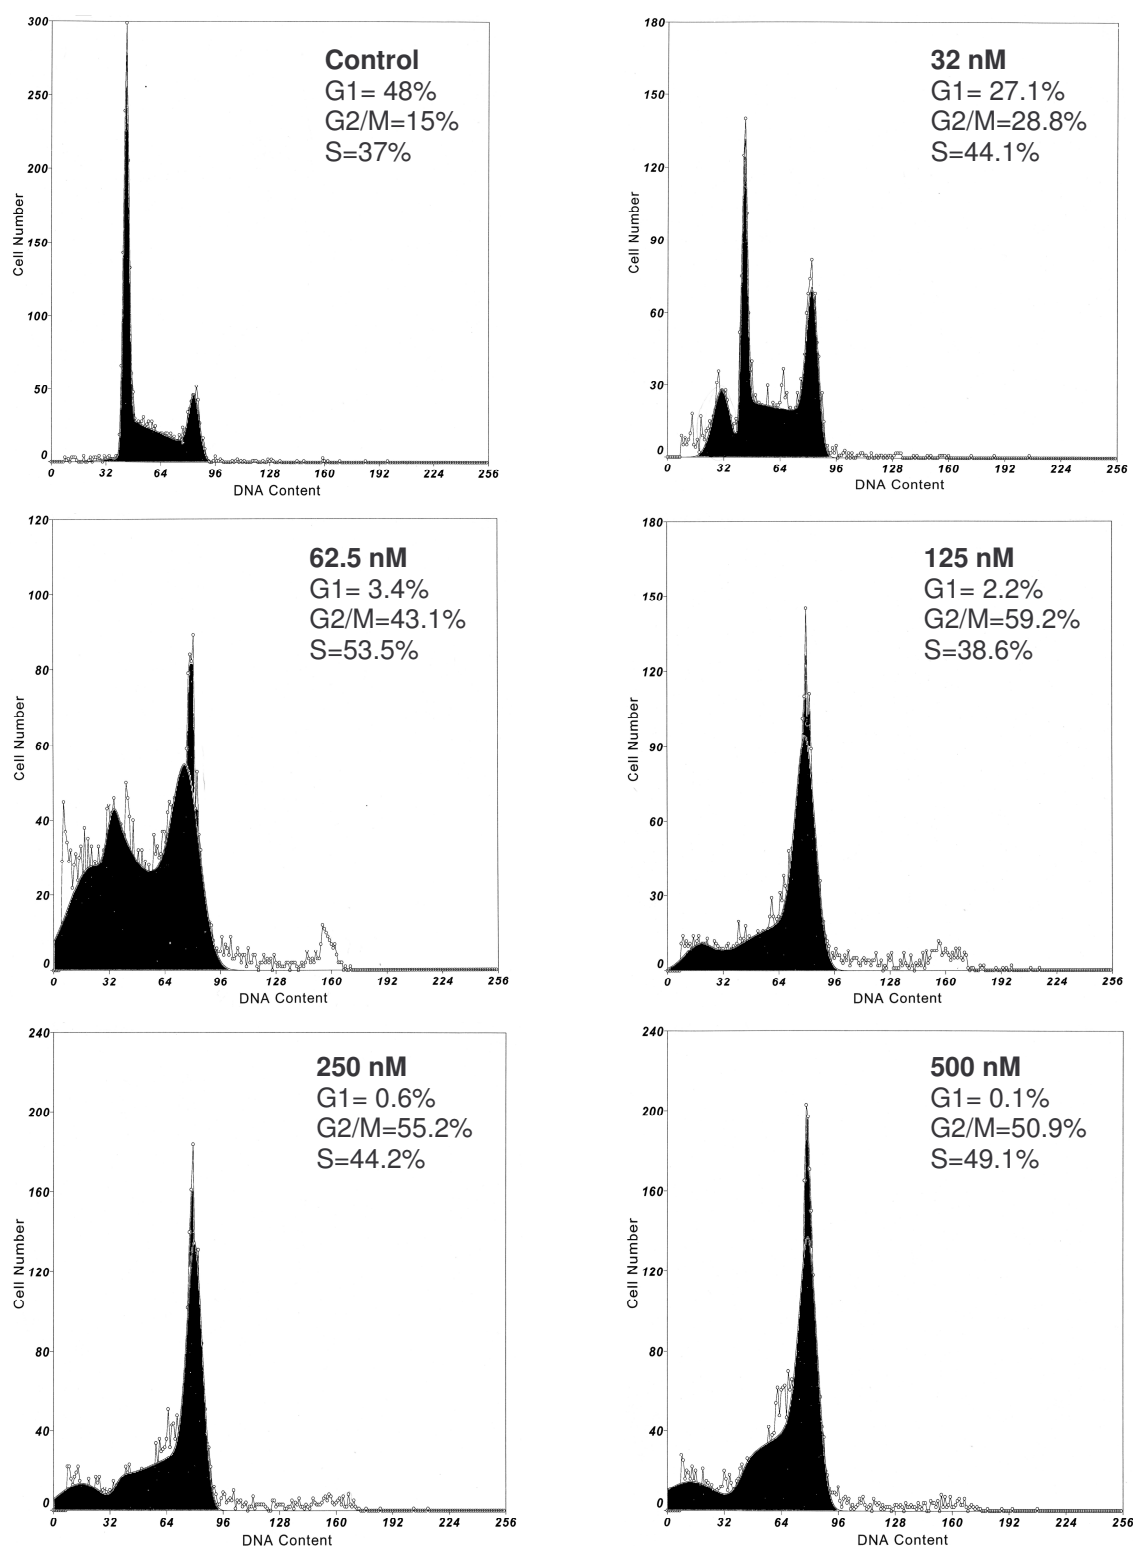 300
250
200
150
100
50
0
Cell Number
Control
G1= 48%
G2/M=15%
S=37%
0 32 64 96 128 160 192 224 256
DNA Content
180
150
120
90
60
30
0
Cell Number
32 nM
G1= 27.1%
G2/M=28.8%
S=44.1%
0 32 64 96 128 160 192 224 256
DNA Content
120
100
80
60
40
20
0
Cell Number
62.5 nM
G1= 3.4%
G2/M=43.1%
S=53.5%
0 32 64 96 128 160 192 224 256
DNA Content
180
150
120
90
60
30
0
Cell Number
125 nM
G1= 2.2%
G2/M=59.2%
S=38.6%
0 32 64 96 128 160 192 224 256
DNA Content
240
200
160
120
80
40
0
Cell Number
250 nM
G1= 0.6%
G2/M=55.2%
S=44.2%
0 32 64 96 128 160 192 224 256
DNA Content
240
200
160
120
80
40
0
Cell Number
500 nM
G1= 0.1%
G2/M=50.9%
S=49.1%
0 32 64 96 128 160 192 224 256
DNA Content